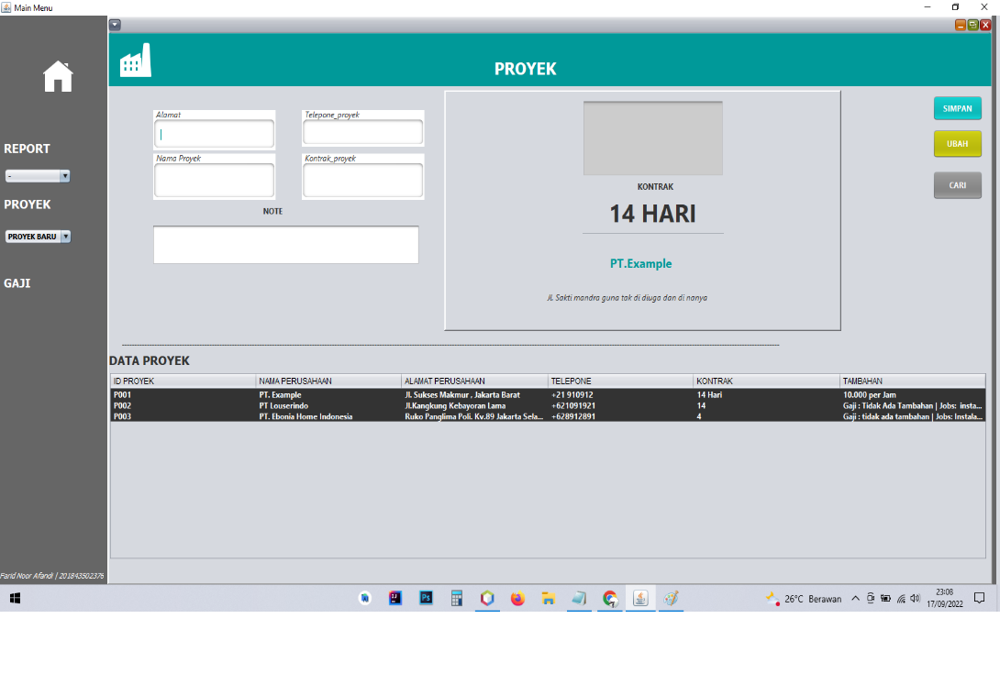 Main Menu
PROYEK
REPORT
-
PROYEK
PROYEK BARU
GAJI
Farid Noor Afandi | 201843502376
Alamat
Telepone_proyek
Nama Proyek
Kontrak_proyek
NOTE
KONTRAK
14 HARI
PT.Example
Jl. Sakti mandra guna tak di diuga dan di nanya
SIMPAN
UBAH
CARI
DATA PROYEK
ID PROYEK NAMA PERUSAHAAN ALAMAT PERUSAHAAN TELEPONE KONTRAK TAMBAHAN
P001 PT. Example Jl. Sukses Makmur , Jakarta Barat +21 910912 14 Hari 10.000 per Jam
P002 PT Louserindo Jl.Kangkung Kebayoran Lama +621091921 14 Gaji : Tidak Ada Tambahan | Jobs: insta...
P003 PT. Ebonia Home Indonesia Ruko Panglima Poli. Kv.89 Jakarta Sela... +628912891 4 Gaji : tidak ada tambahan | Jobs: Instala...
IJ
Ps
26°C Berawan
23:08
17/09/2022